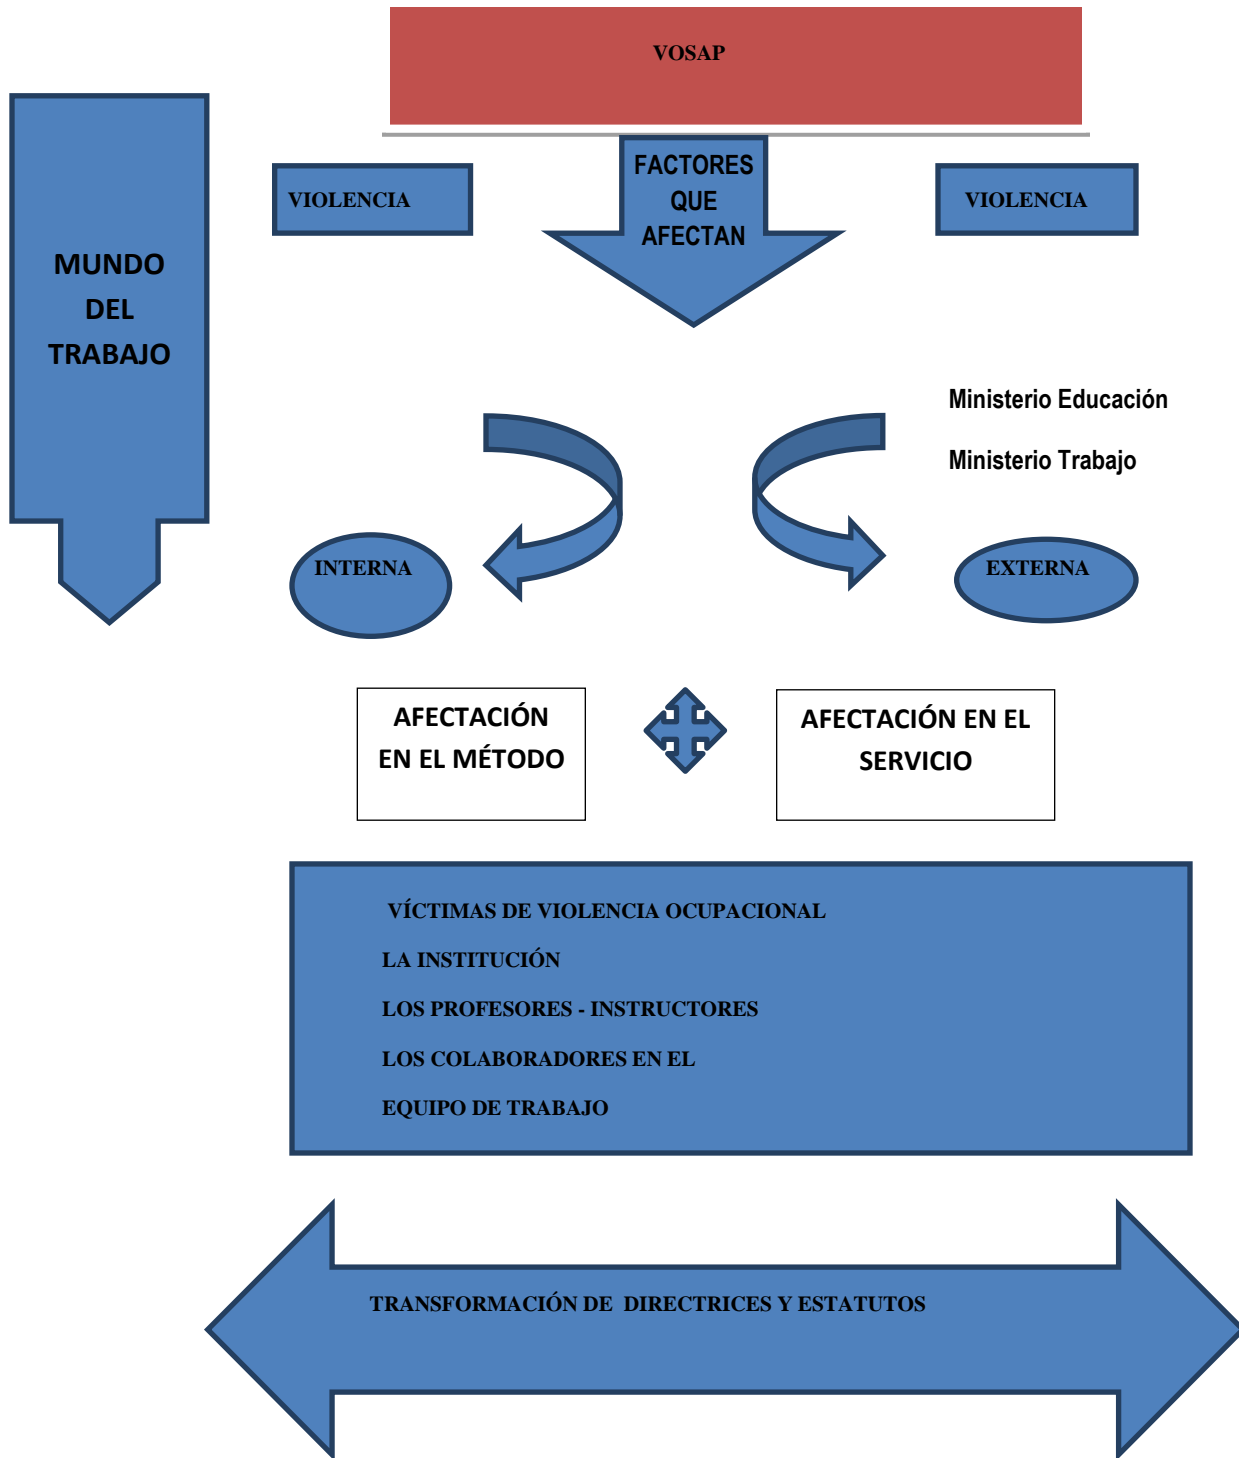 VOSAP
VIOLENCIA
FACTORES
QUE
AFECTAN
VIOLENCIA
MUNDO
DEL
TRABAJO
Ministerio Educación
Ministerio Trabajo
INTERNA
EXTERNA
AFECTACIÓN
EN EL MÉTODO
AFECTACIÓN EN EL
SERVICIO
VÍCTIMAS DE VIOLENCIA OCUPACIONAL
LA INSTITUCIÓN
LOS PROFESORES - INSTRUCTORES
LOS COLABORADORES EN EL
EQUIPO DE TRABAJO
TRANSFORMACIÓN DE DIRECTRICES Y ESTATUTOS